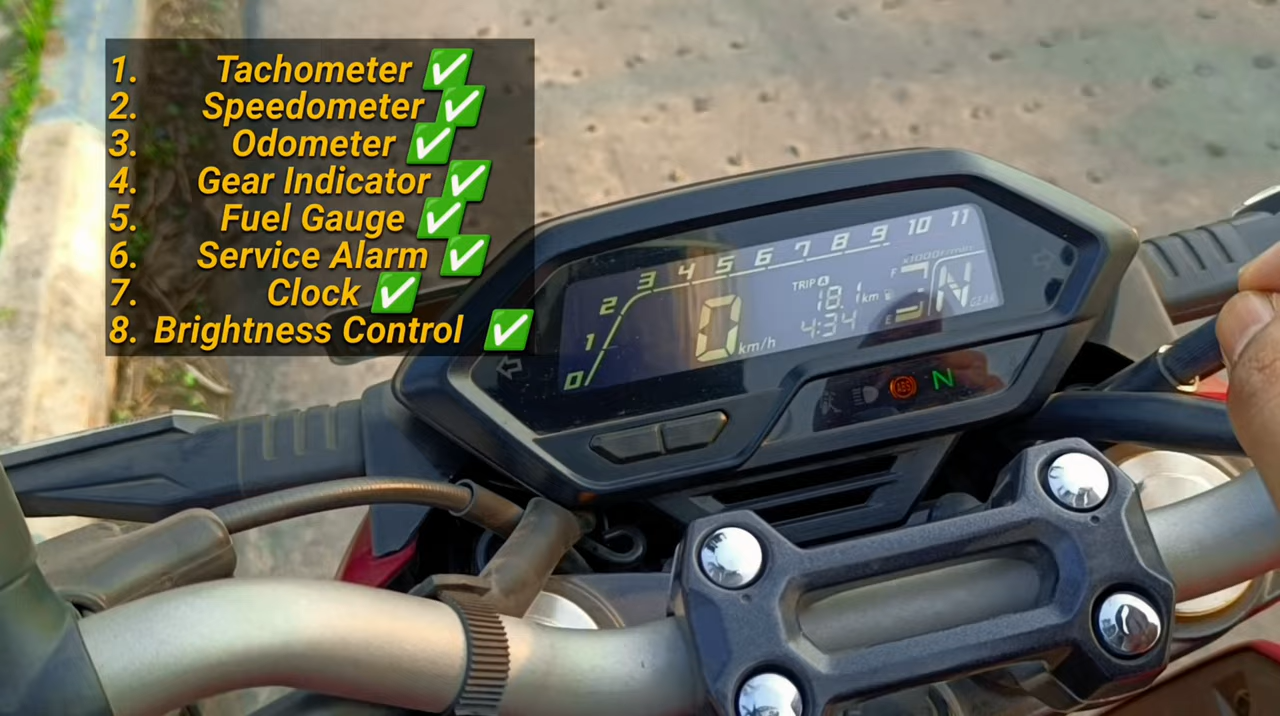 1. Tachometer ✅
2. Speedometer ✅
3. Odometer ✅
4. Gear Indicator ✅
5. Fuel Gauge ✅
6. Service Alarm ✅
7. Clock ✅
8. Brightness Control ✅
0 1 2 3 4 5 6 7 8 9 10 11
x1000r/min
TRIP A
18.1 km
F
0 km/h
4:34
E
N
GEAR
ABS
N